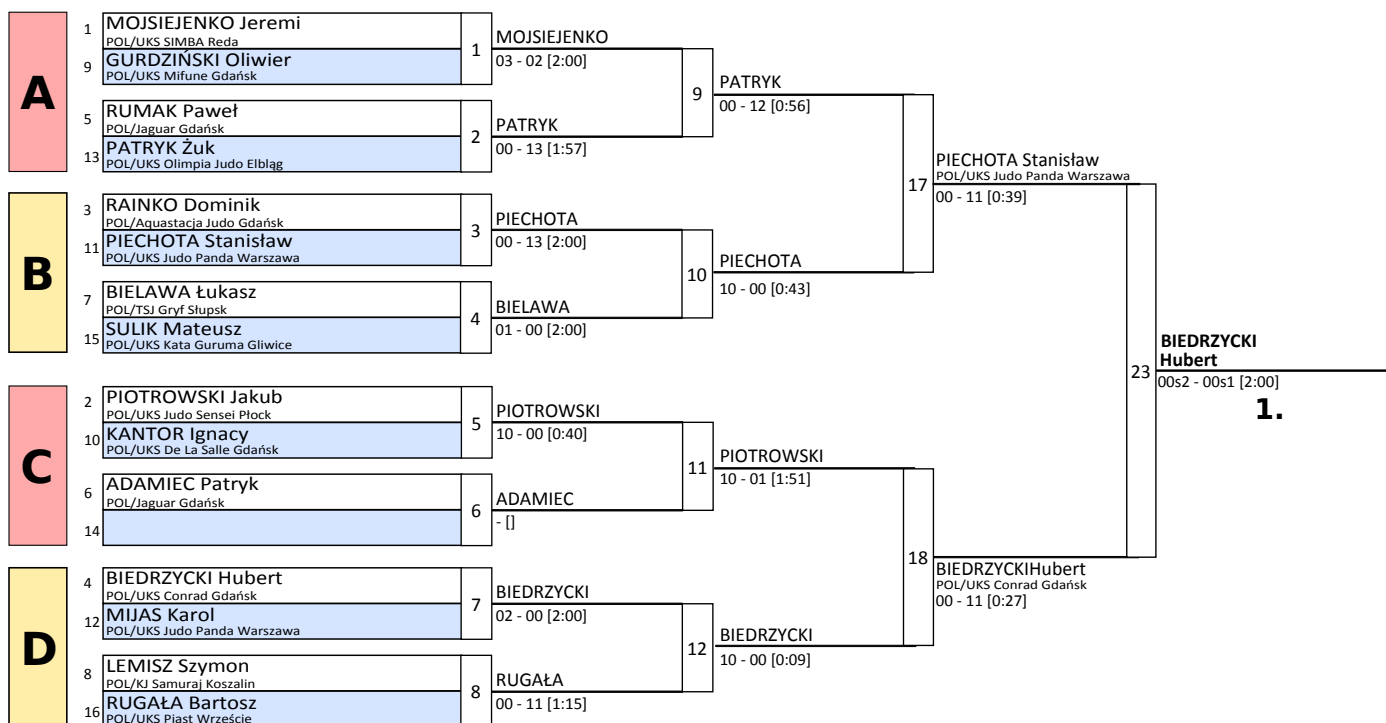 A
1
MOJSIEJENKO Jeremi
POL/UKS SIMBA Reda
9
GURDZIŃSKI Oliwier
POL/UKS Mifune Gdańsk
1
MOJSIEJENKO
03 - 02 [2:00]
5
RUMAK Paweł
POL/Jaguar Gdańsk
13
PATRYK Żuk
POL/UKS Olimpia Judo Elbląg
2
PATRYK
00 - 13 [1:57]
9
PATRYK
00 - 12 [0:56]
B
3
RAINKO Dominik
POL/Aquastacja Judo Gdańsk
11
PIECHOTA Stanisław
POL/UKS Judo Panda Warszawa
3
PIECHOTA
00 - 13 [2:00]
7
BIELAWA Łukasz
POL/TSJ Gryf Słupsk
15
SULIK Mateusz
POL/UKS Kata Guruma Gliwice
4
BIELAWA
01 - 00 [2:00]
10
PIECHOTA
10 - 00 [0:43]
17
PIECHOTA Stanisław
POL/UKS Judo Panda Warszawa
00 - 11 [0:39]
C
2
PIOTROWSKI Jakub
POL/UKS Judo Sensei Płock
10
KANTOR Ignacy
POL/UKS De La Salle Gdańsk
5
PIOTROWSKI
10 - 00 [0:40]
6
ADAMIEC Patryk
POL/Jaguar Gdańsk
14
6
ADAMIEC
- []
11
PIOTROWSKI
10 - 01 [1:51]
D
4
BIEDRZYCKI Hubert
POL/UKS Conrad Gdańsk
12
MIJAS Karol
POL/UKS Judo Panda Warszawa
7
BIEDRZYCKI
02 - 00 [2:00]
8
LEMISZ Szymon
POL/KJ Samuraj Koszalin
16
RUGAŁA Bartosz
POL/UKS Piast Wrzeście
8
RUGAŁA
00 - 11 [1:15]
12
BIEDRZYCKI
10 - 00 [0:09]
18
BIEDRZYCKIHubert
POL/UKS Conrad Gdańsk
00 - 11 [0:27]
23
BIEDRZYCKI
Hubert
00s2 - 00s1 [2:00]
1.